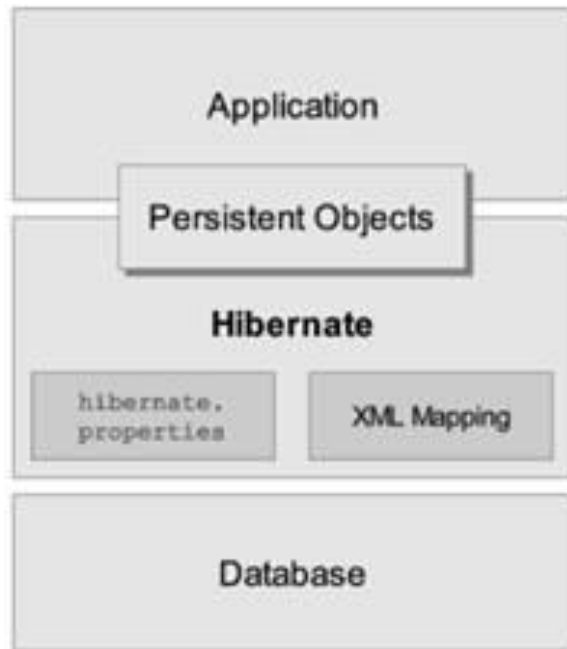 Application
Persistent Objects
Hibernate
hibernate.
properties
XML Mapping
Database